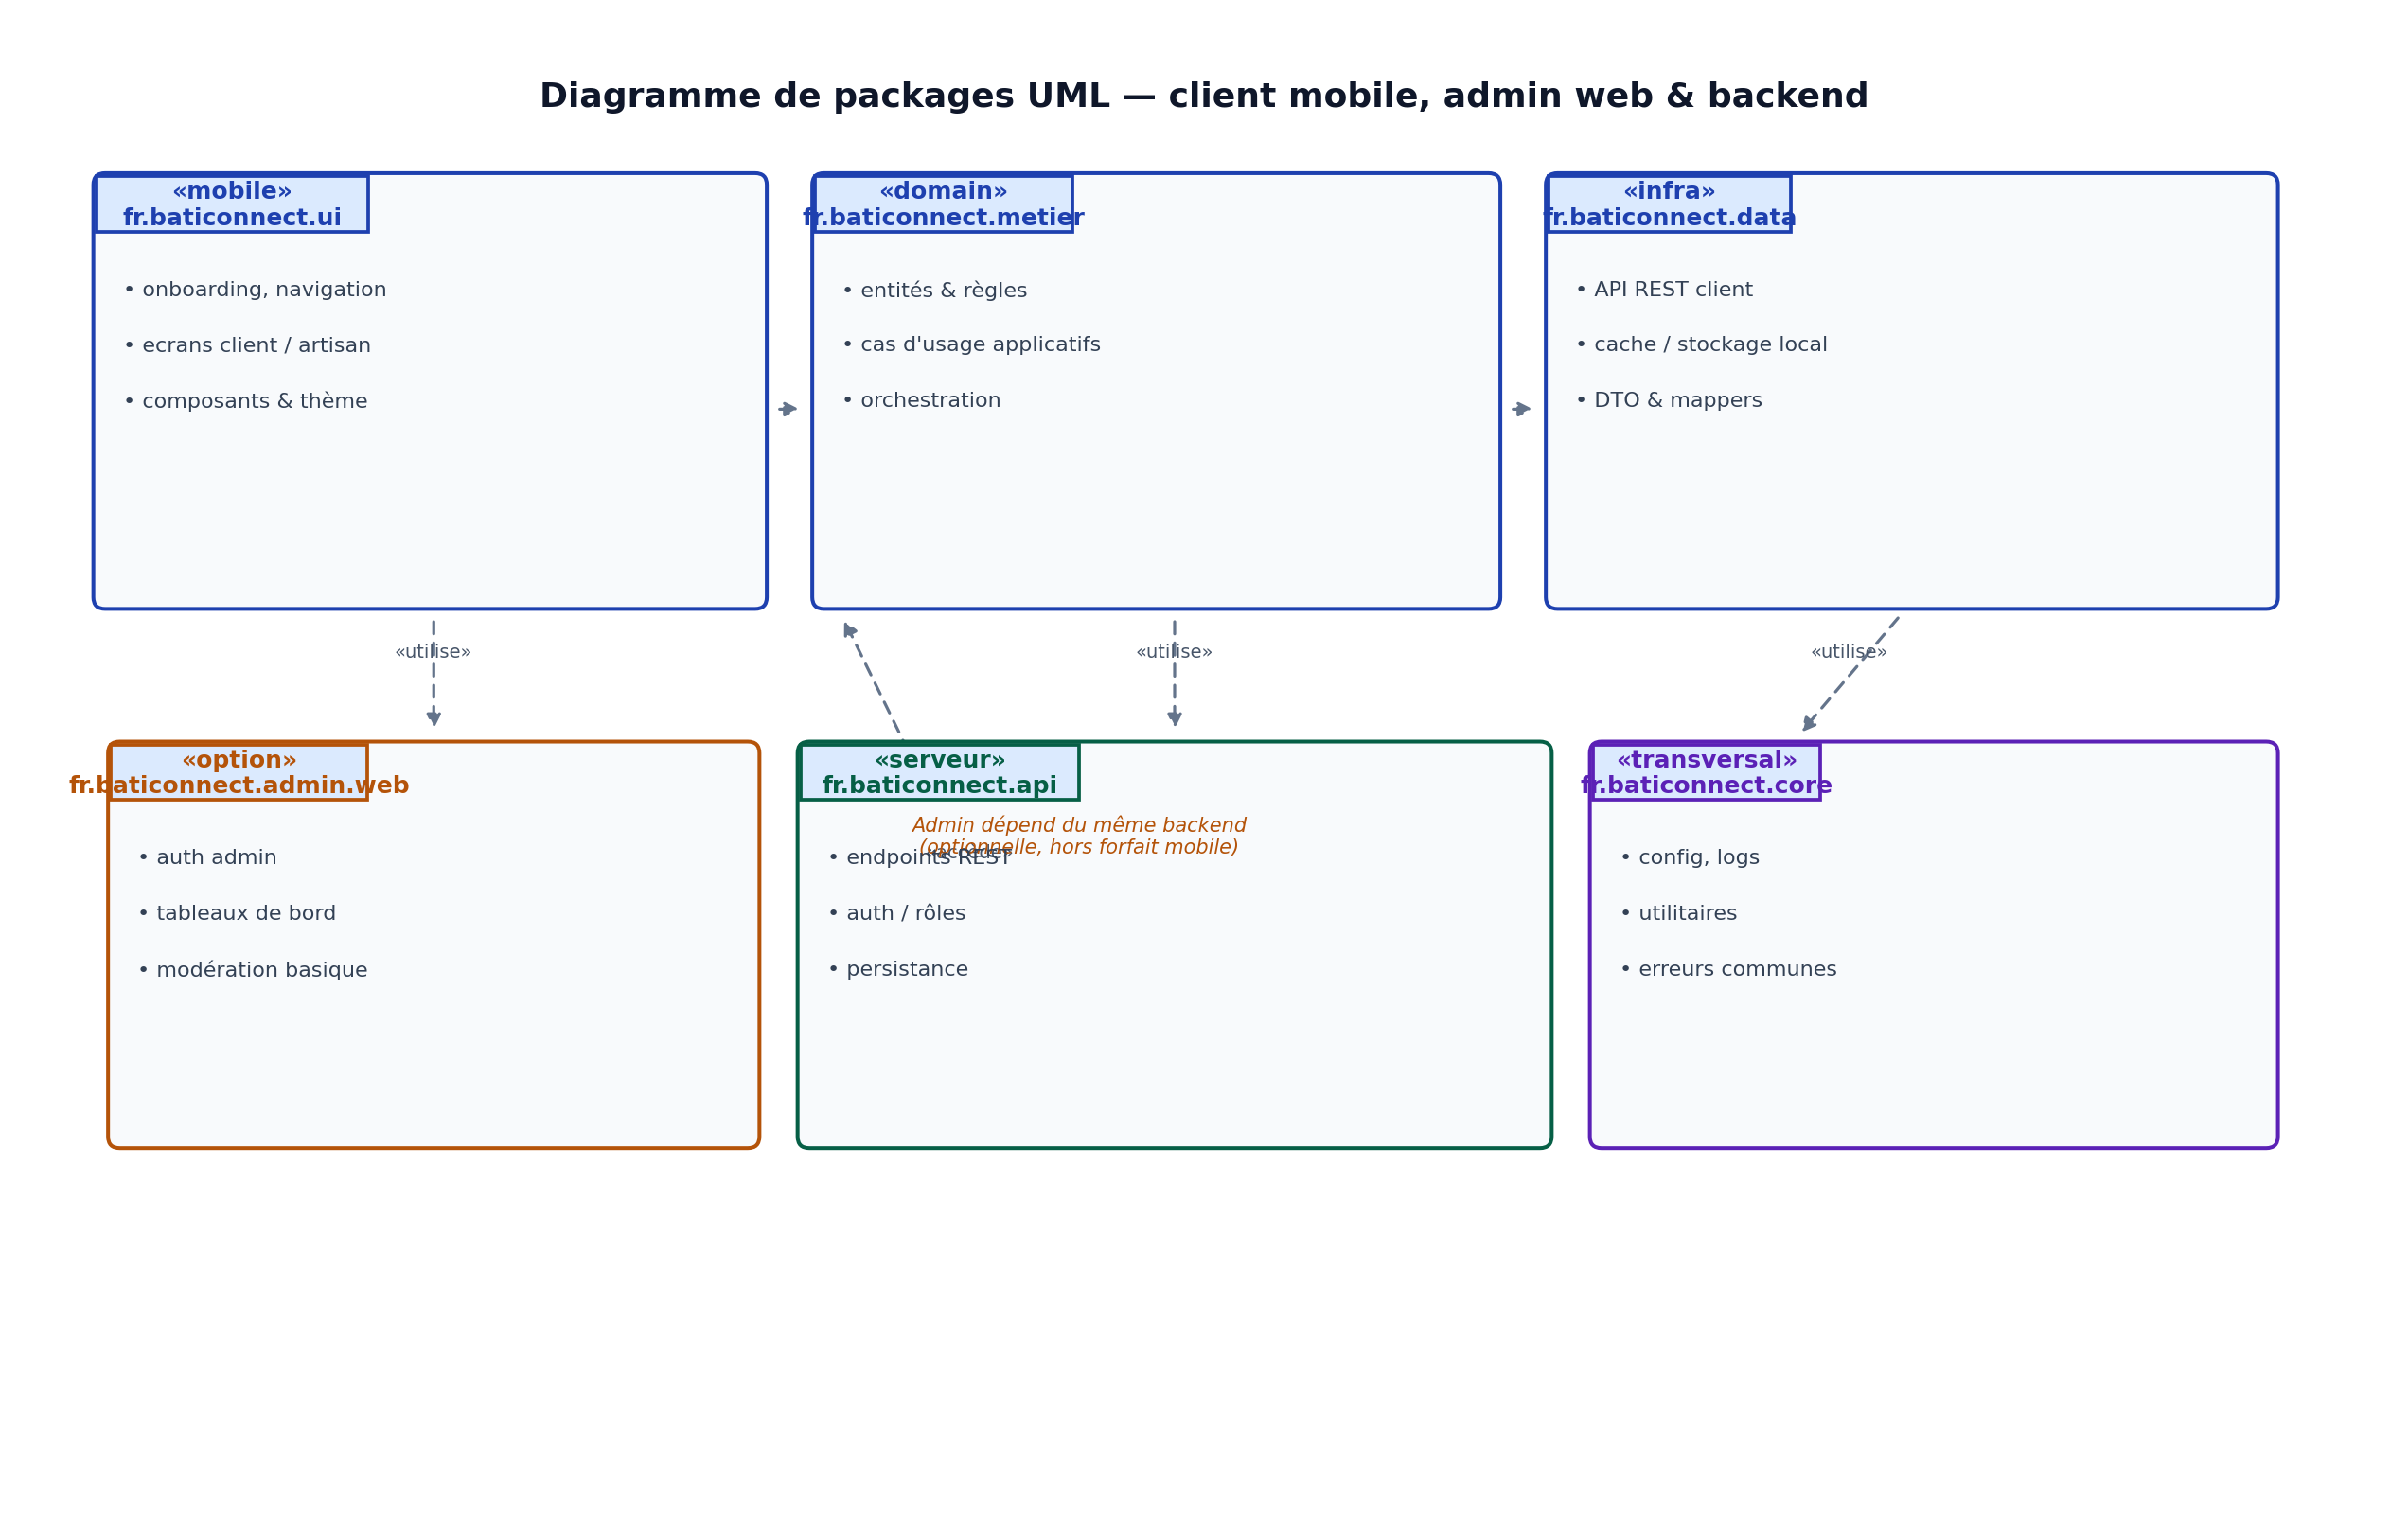 Diagramme de packages UML — client mobile, admin web & backend
«mobile»
fr.baticonnect.ui
• onboarding, navigation
• ecrans client / artisan
• composants & thème
«domain»
fr.baticonnect.metier
• entités & règles
• cas d'usage applicatifs
• orchestration
«infra»
fr.baticonnect.data
• API REST client
• cache / stockage local
• DTO & mappers
«utilise»
«utilise»
«utilise»
«option»
fr.baticonnect.admin.web
• auth admin
• tableaux de bord
• modération basique
«serveur»
fr.baticonnect.api
Admin dépend du même backend
(optionnelle, hors forfait mobile)
• endpoints REST
• auth / rôles
• persistance
«transversal»
fr.baticonnect.core
• config, logs
• utilitaires
• erreurs communes